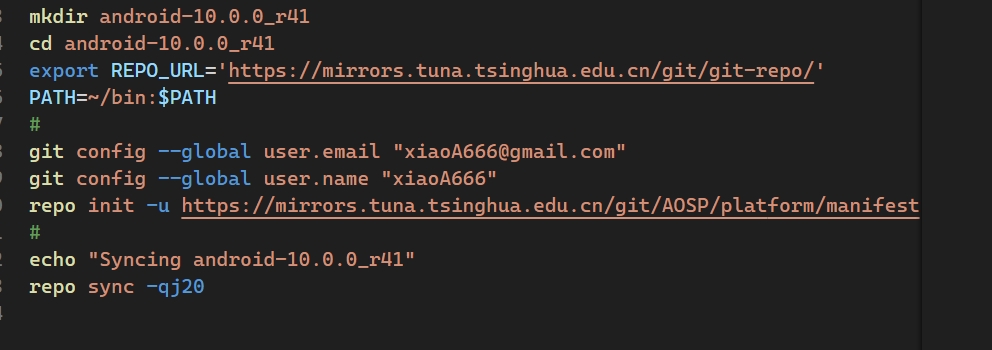 mkdir android-10.0.0_r41
cd android-10.0.0_r41
export REPO_URL='https://mirrors.tuna.tsinghua.edu.cn/git/git-repo/'
PATH=~/bin:$PATH
#
git config --global user.email "xiaoA666@gmail.com"
git config --global user.name "xiaoA666"
repo init -u https://mirrors.tuna.tsinghua.edu.cn/git/AOSP/platform/manifest
#
echo "Syncing android-10.0.0_r41"
repo sync -qj20